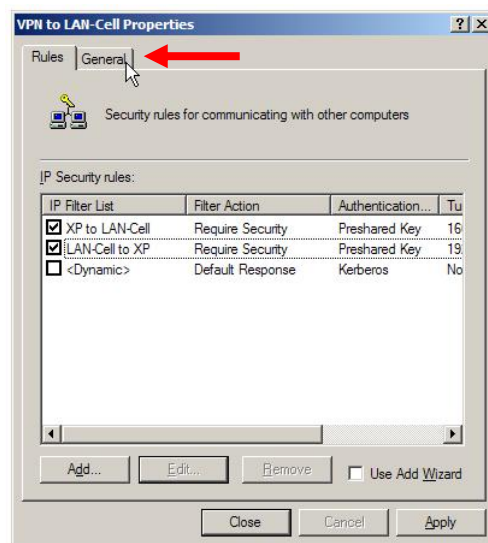 VPN to LAN-Cell Properties
Rules General
Security rules for communicating with other computers
IP Security rules:
IP Filter List Filter Action Authentication... Tu
XP to LAN-Cell Require Security Preshared Key 16
LAN-Cell to XP Require Security Preshared Key 19
<Dynamic> Default Response Kerberos No
Add... Edit... Remove Use Add Wizard
Close Cancel Apply